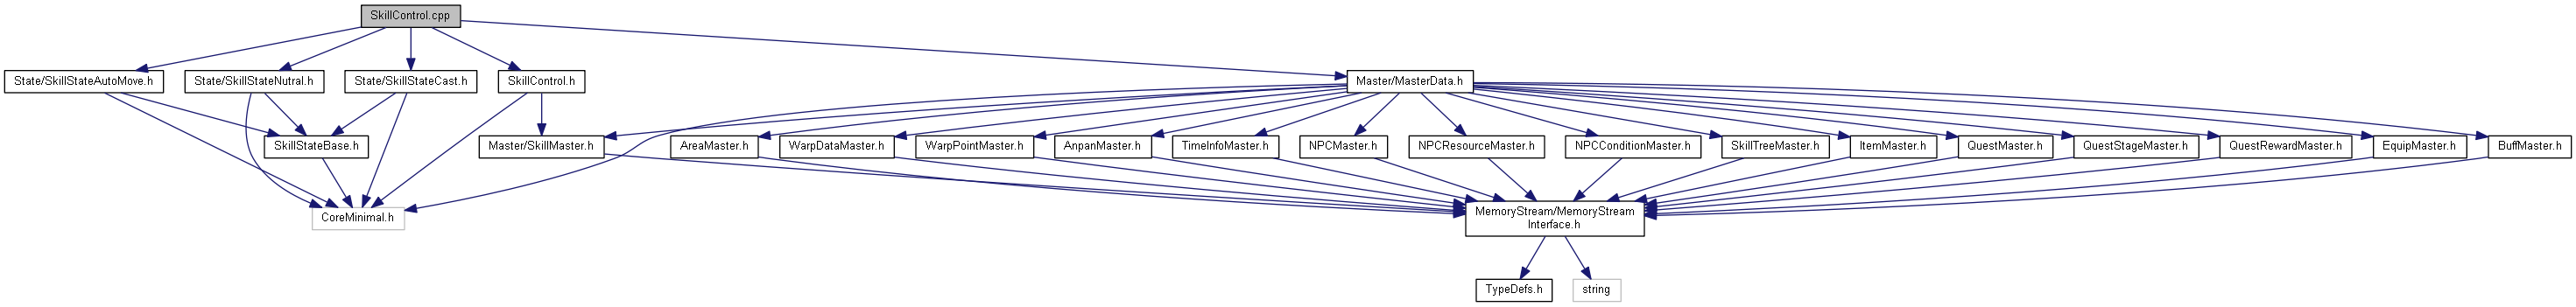 SkillControl.cpp
State/SkillStateAutoMove.h
State/SkillStateNutral.h
State/SkillStateCast.h
SkillControl.h
Master/MasterData.h
SkillStateBase.h
Master/SkillMaster.h
AreaMaster.h
WarpDataMaster.h
WarpPointMaster.h
AnpanMaster.h
TimeInfoMaster.h
NPCMaster.h
NPCResourceMaster.h
NPCConditionMaster.h
SkillTreeMaster.h
ItemMaster.h
QuestMaster.h
QuestStageMaster.h
QuestRewardMaster.h
EquipMaster.h
BuffMaster.h
CoreMinimal.h
MemoryStream/MemoryStream
Interface.h
TypeDefs.h
string